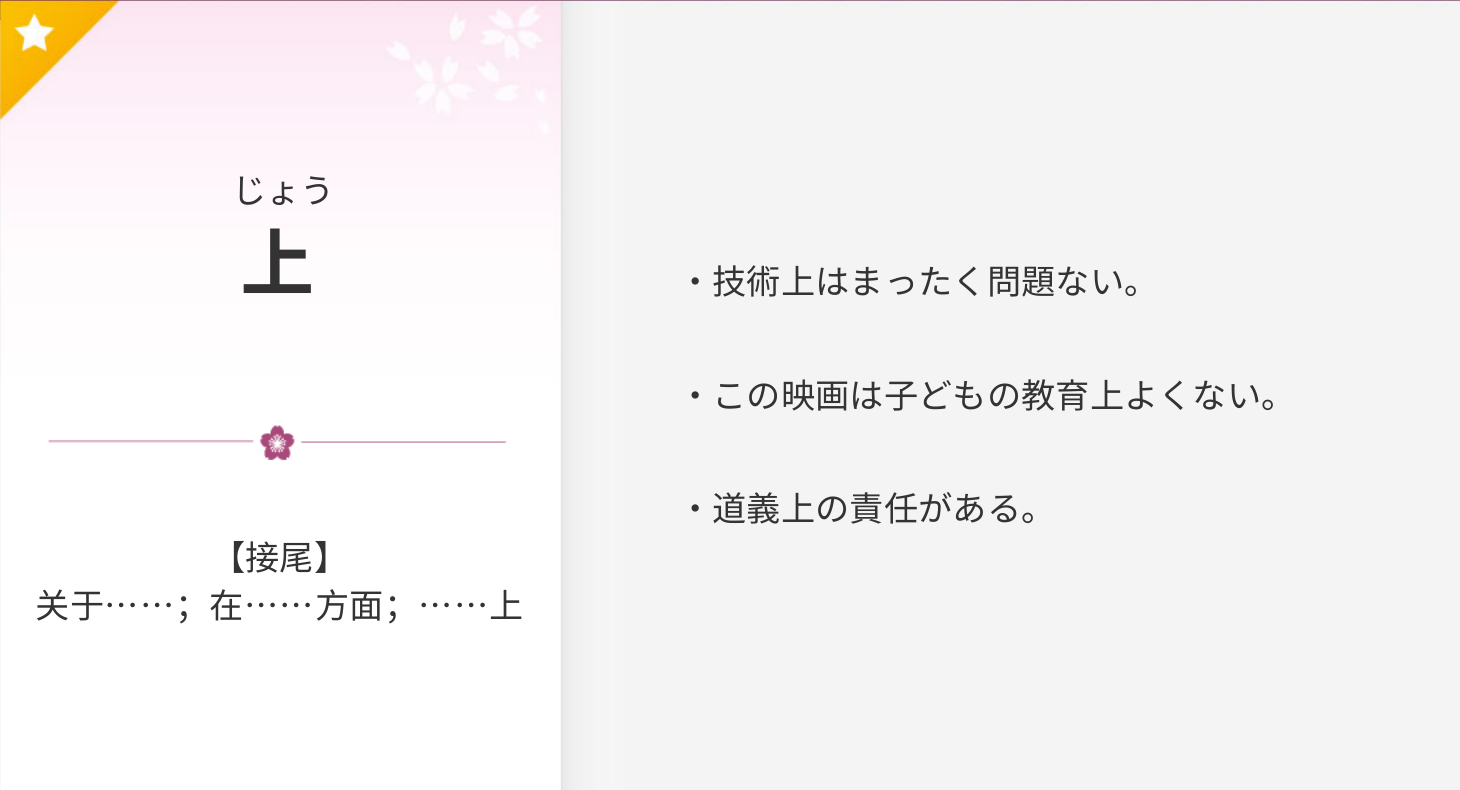 じょう
上
【接尾】
关于……；在……方面；……上
・技術上はまったく問題ない。
・この映画は子どもの教育上よくない。
・道義上の責任がある。